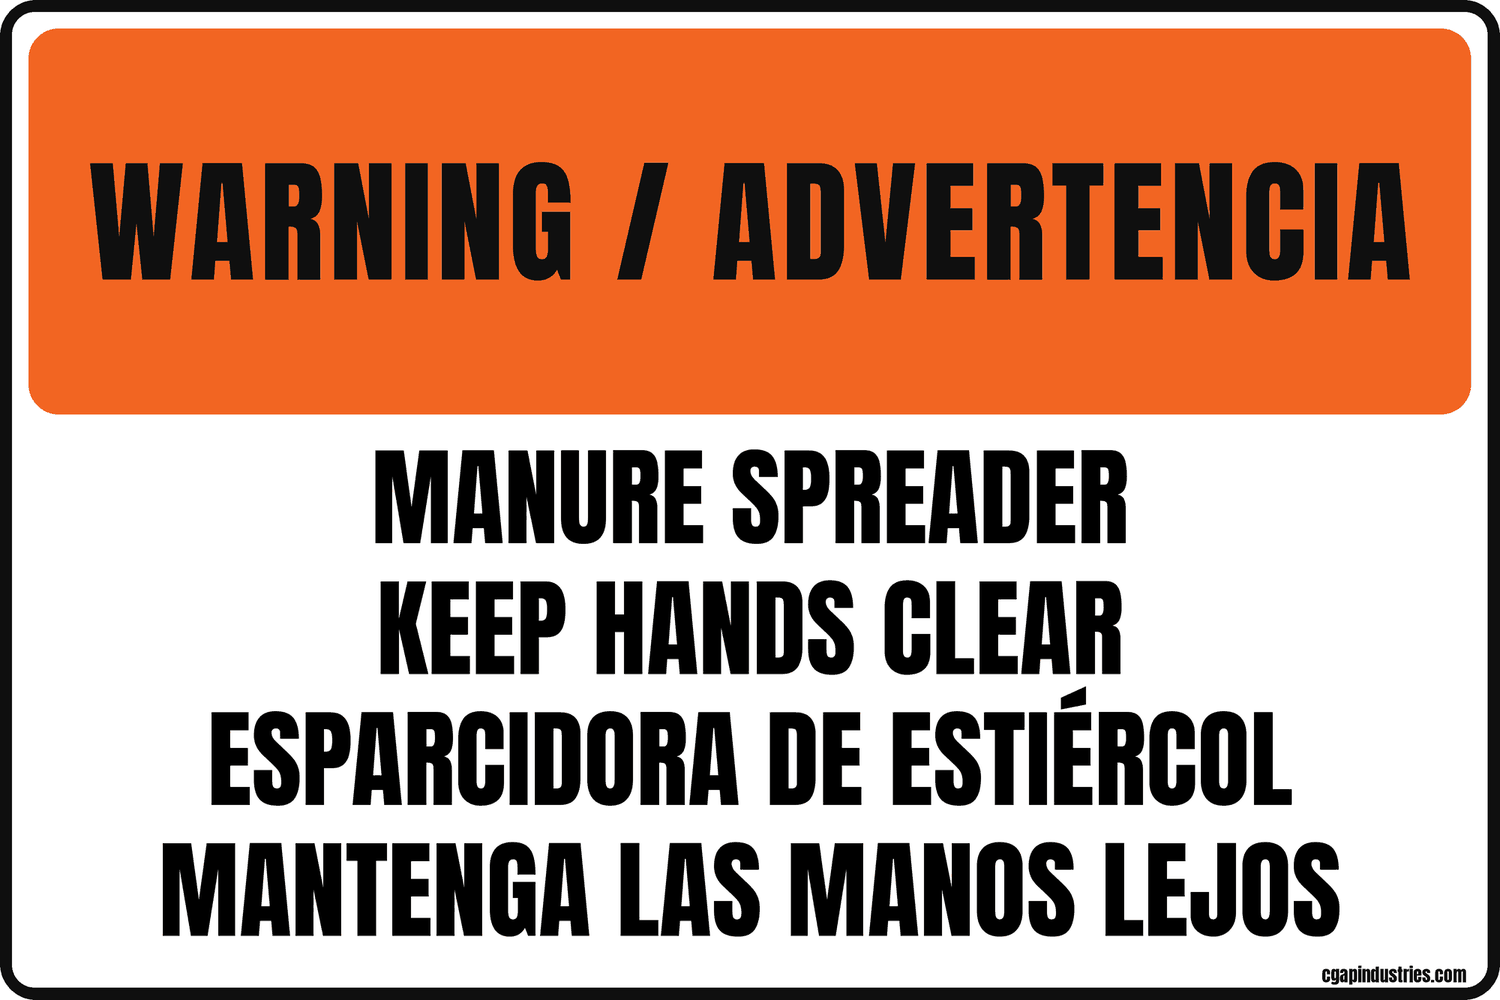 WARNING / ADVERTENCIA
MANURE SPREADER
KEEP HANDS CLEAR
ESPARCIDORA DE ESTIÉRCOL
MANTENGA LAS MANOS LEJOS
cgapindustries.com